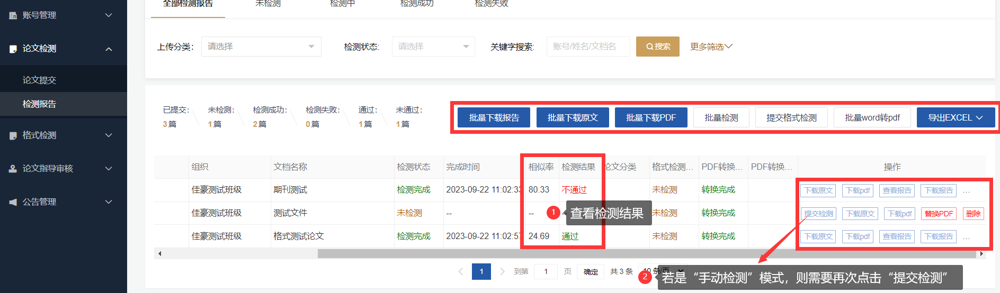 账号管理
论文检测
论文提交
检测报告
格式检测
论文指导审核
公告管理
全部检测报告 未检测 检测中 检测成功 检测失败
上传分类： 请选择 检测状态: 请选择 关键字搜索: 账号/姓名/文档名 搜索 更多筛选
已提交： 未检测： 检测成功： 检测失败： 通过： 未通过：
3 篇 1 篇 2 篇 0 篇 1 篇 1 篇
批量下载报告 批量下载原文 批量下载PDF 批量检测 提交格式检测 批量word转pdf 导出EXCEL
组织 文档名称 检测状态 完成时间 相似率 检测结果 论文分类 格式检测... PDF转换... PDF转换... 操作
佳豪测试班级 期刊测试 检测完成 2023-09-22 11:02:33 80.33 不通过 未检测 转换完成 下载原文 下载pdf 查看报告 下载报告 ...
佳豪测试班级 测试文件 未检测 -- -- -- 未检测 转换完成 提交检测 下载原文 下载pdf 替换PDF 删除
1 查看检测结果
佳豪测试班级 格式测试论文 检测完成 2023-09-22 11:02:57 24.69 通过 未检测 转换完成 下载原文 下载pdf 查看报告 下载报告 ...
1 到第 1 页 确定 共 3 条 10 条/页
2 若是“手动检测”模式，则需要再次点击“提交检测”